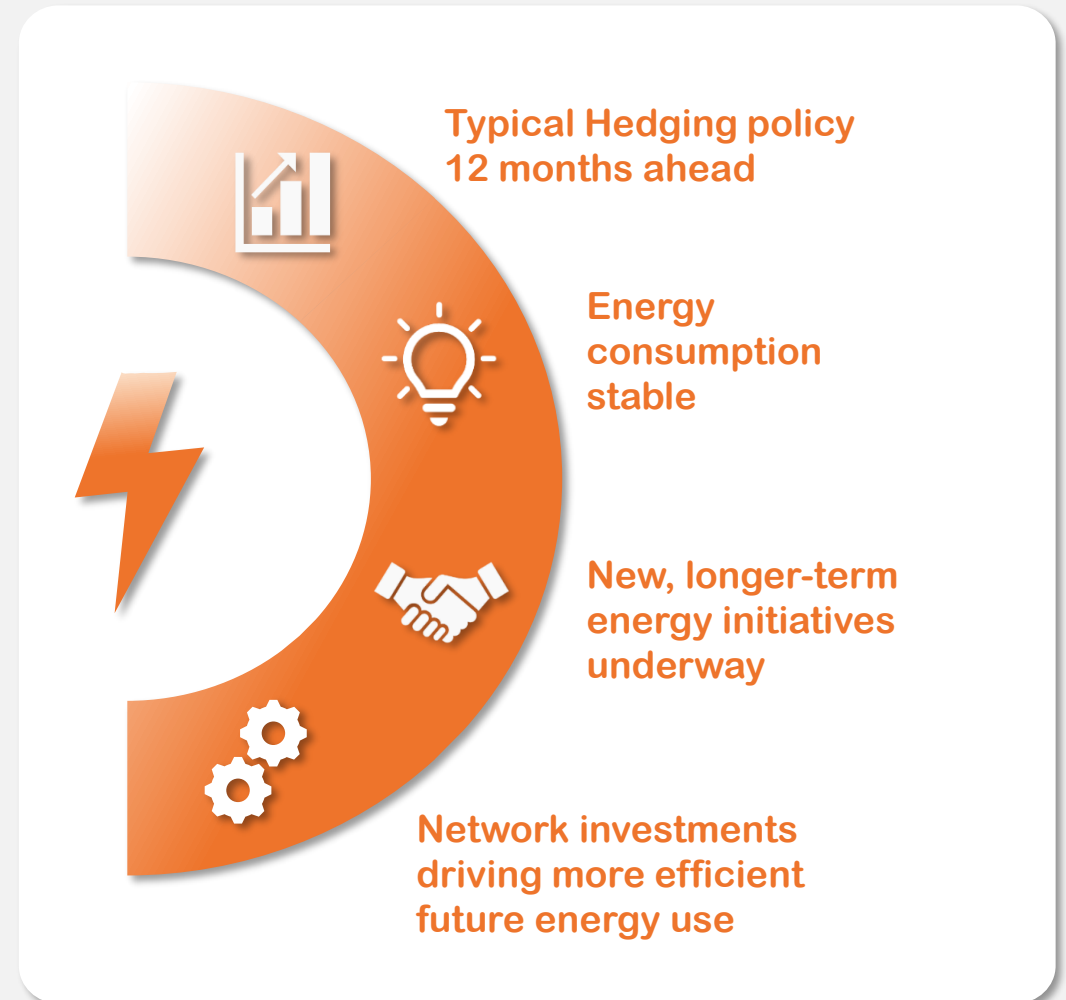 Typical Hedging policy
12 months ahead
Energy
consumption
stable
New, longer-term
energy initiatives
underway
Network investments
driving more efficient
future energy use